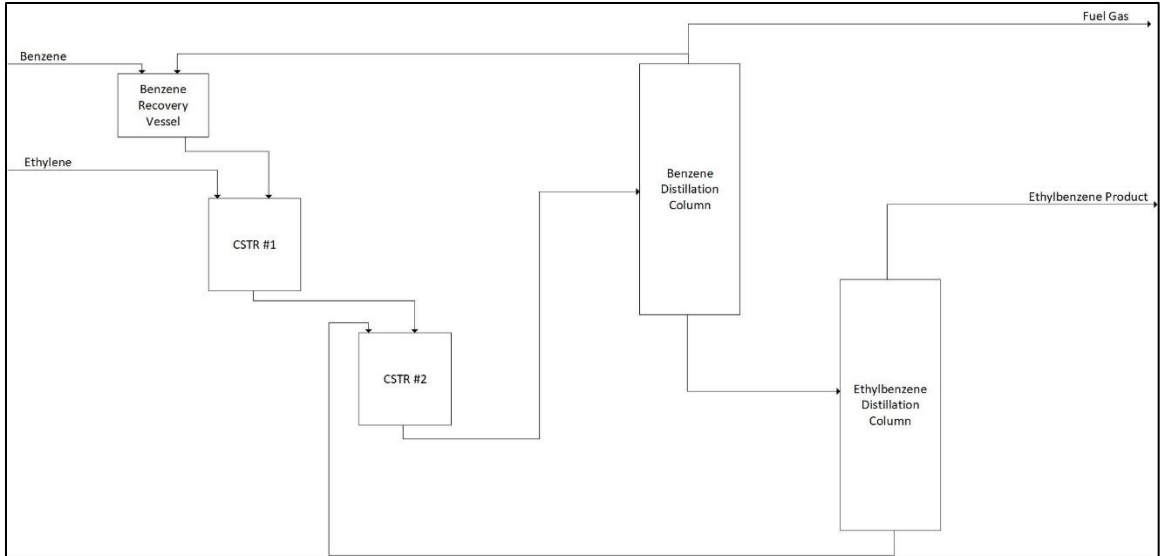 Fuel Gas
Benzene
Benzene
Recovery
Vessel
Ethylene
Benzene
Distillation
Column
Ethylbenzene Product
CSTR #1
CSTR #2
Ethylbenzene
Distillation
Column